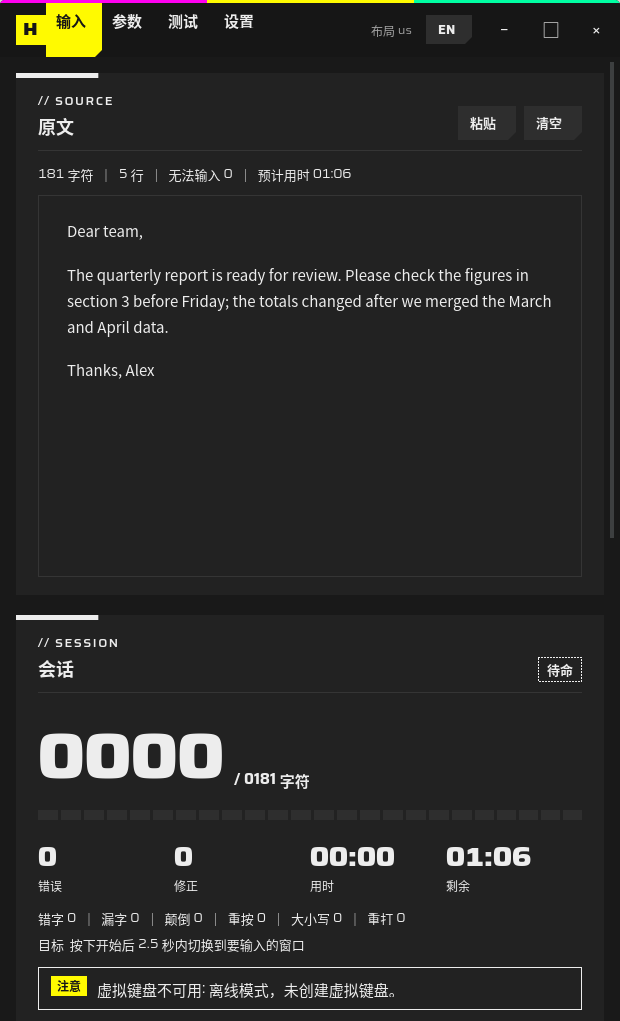 H 输入 参数 测试 设置 布局 us EN − □ ×
// SOURCE
原文 粘贴 清空
181 字符 | 5 行 | 无法输入 0 | 预计用时 01:06
Dear team,
The quarterly report is ready for review. Please check the figures in
section 3 before Friday; the totals changed after we merged the March
and April data.
Thanks, Alex
// SESSION
会话 待命
0000 / 0181 字符
0 0 00:00 01:06
错误 修正 用时 剩余
错字 0 | 漏字 0 | 颠倒 0 | 重按 0 | 大小写 0 | 重打 0
目标 按下开始后 2.5 秒内切换到要输入的窗口
注意 虚拟键盘不可用: 离线模式，未创建虚拟键盘。